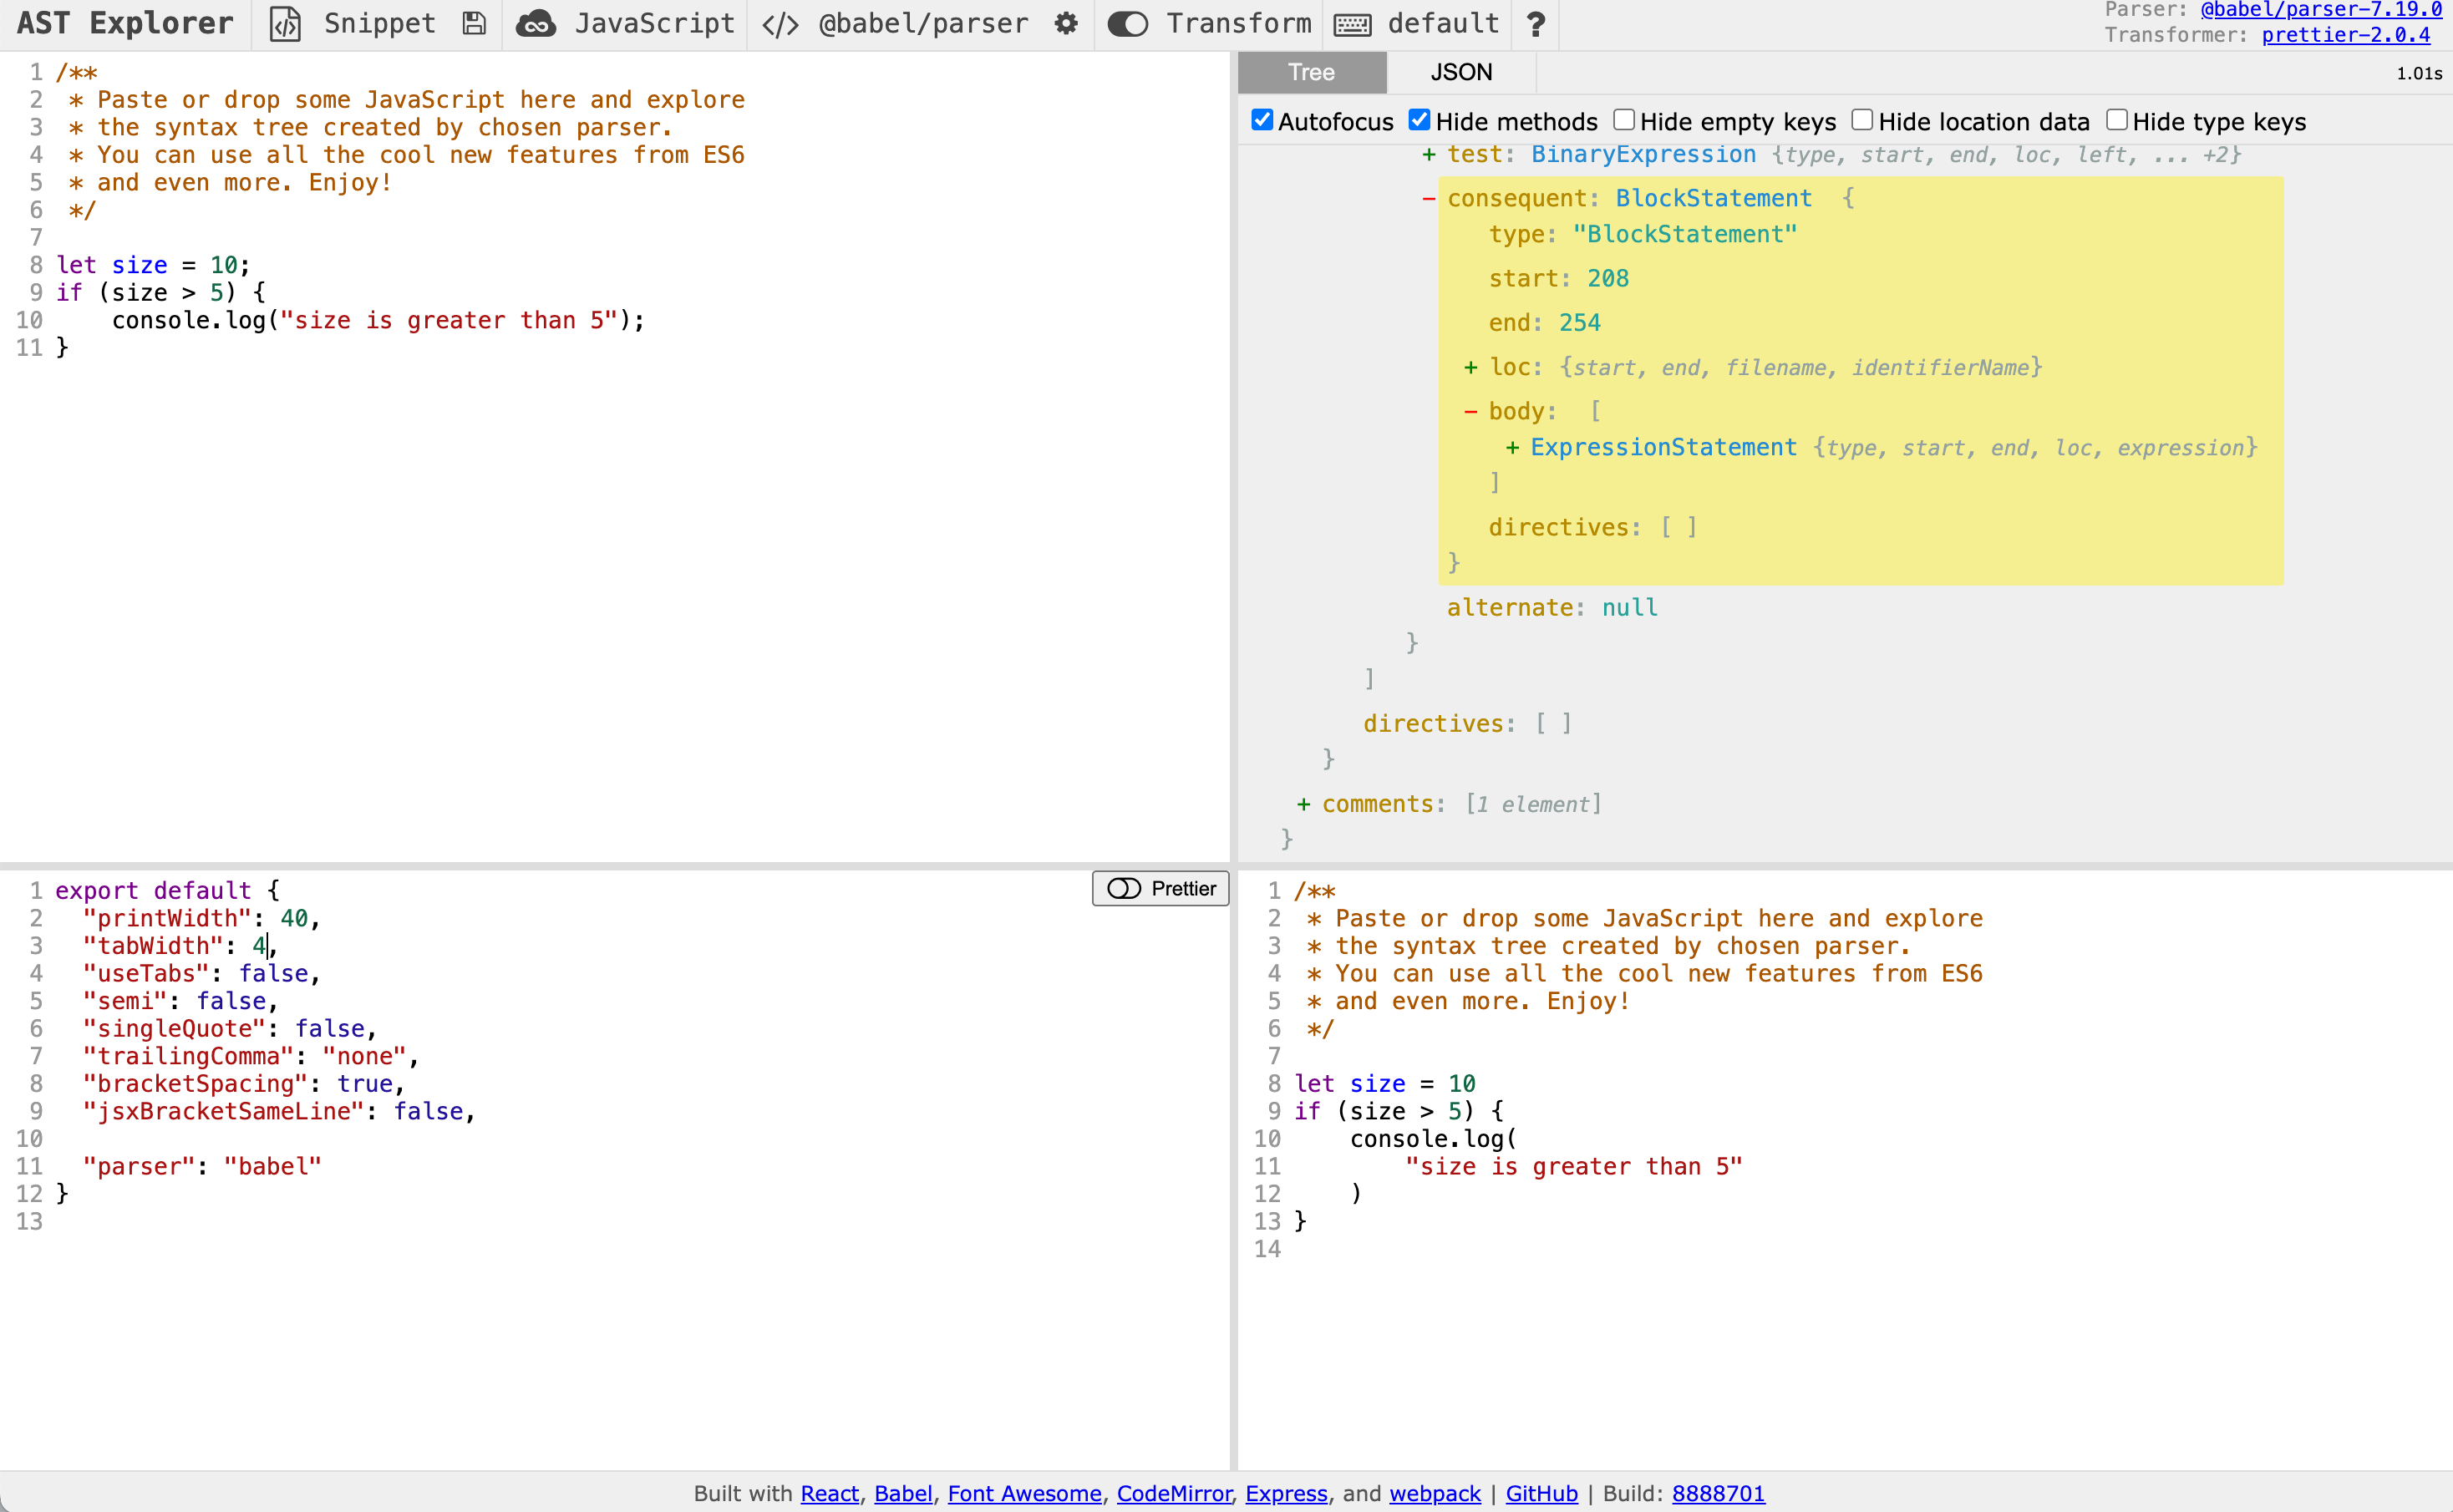 AST Explorer Snippet JavaScript </> @babel/parser Transform default ?
Parser: @babel/parser-7.19.0
Transformer: prettier-2.0.4
1 /**
2  * Paste or drop some JavaScript here and explore
3  * the syntax tree created by chosen parser.
4  * You can use all the cool new features from ES6
5  * and even more. Enjoy!
6  */
7
8 let size = 10;
9 if (size > 5) {
10     console.log("size is greater than 5");
11 }
Tree JSON 1.01s
Autofocus Hide methods Hide empty keys Hide location data Hide type keys
+ test: BinaryExpression {type, start, end, loc, left, ... +2}
- consequent: BlockStatement {
type: "BlockStatement"
start: 208
end: 254
+ loc: {start, end, filename, identifierName}
- body: [
+ ExpressionStatement {type, start, end, loc, expression}
]
directives: [ ]
}
alternate: null
}
]
directives: [ ]
}
+ comments: [1 element]
}
Prettier
1 export default {
2   "printWidth": 40,
3   "tabWidth": 4,
4   "useTabs": false,
5   "semi": false,
6   "singleQuote": false,
7   "trailingComma": "none",
8   "bracketSpacing": true,
9   "jsxBracketSameLine": false,
10
11   "parser": "babel"
12 }
13
1 /**
2  * Paste or drop some JavaScript here and explore
3  * the syntax tree created by chosen parser.
4  * You can use all the cool new features from ES6
5  * and even more. Enjoy!
6  */
7
8 let size = 10
9 if (size > 5) {
10     console.log(
11         "size is greater than 5"
12     )
13 }
14
Built with React, Babel, Font Awesome, CodeMirror, Express, and webpack | GitHub | Build: 8888701